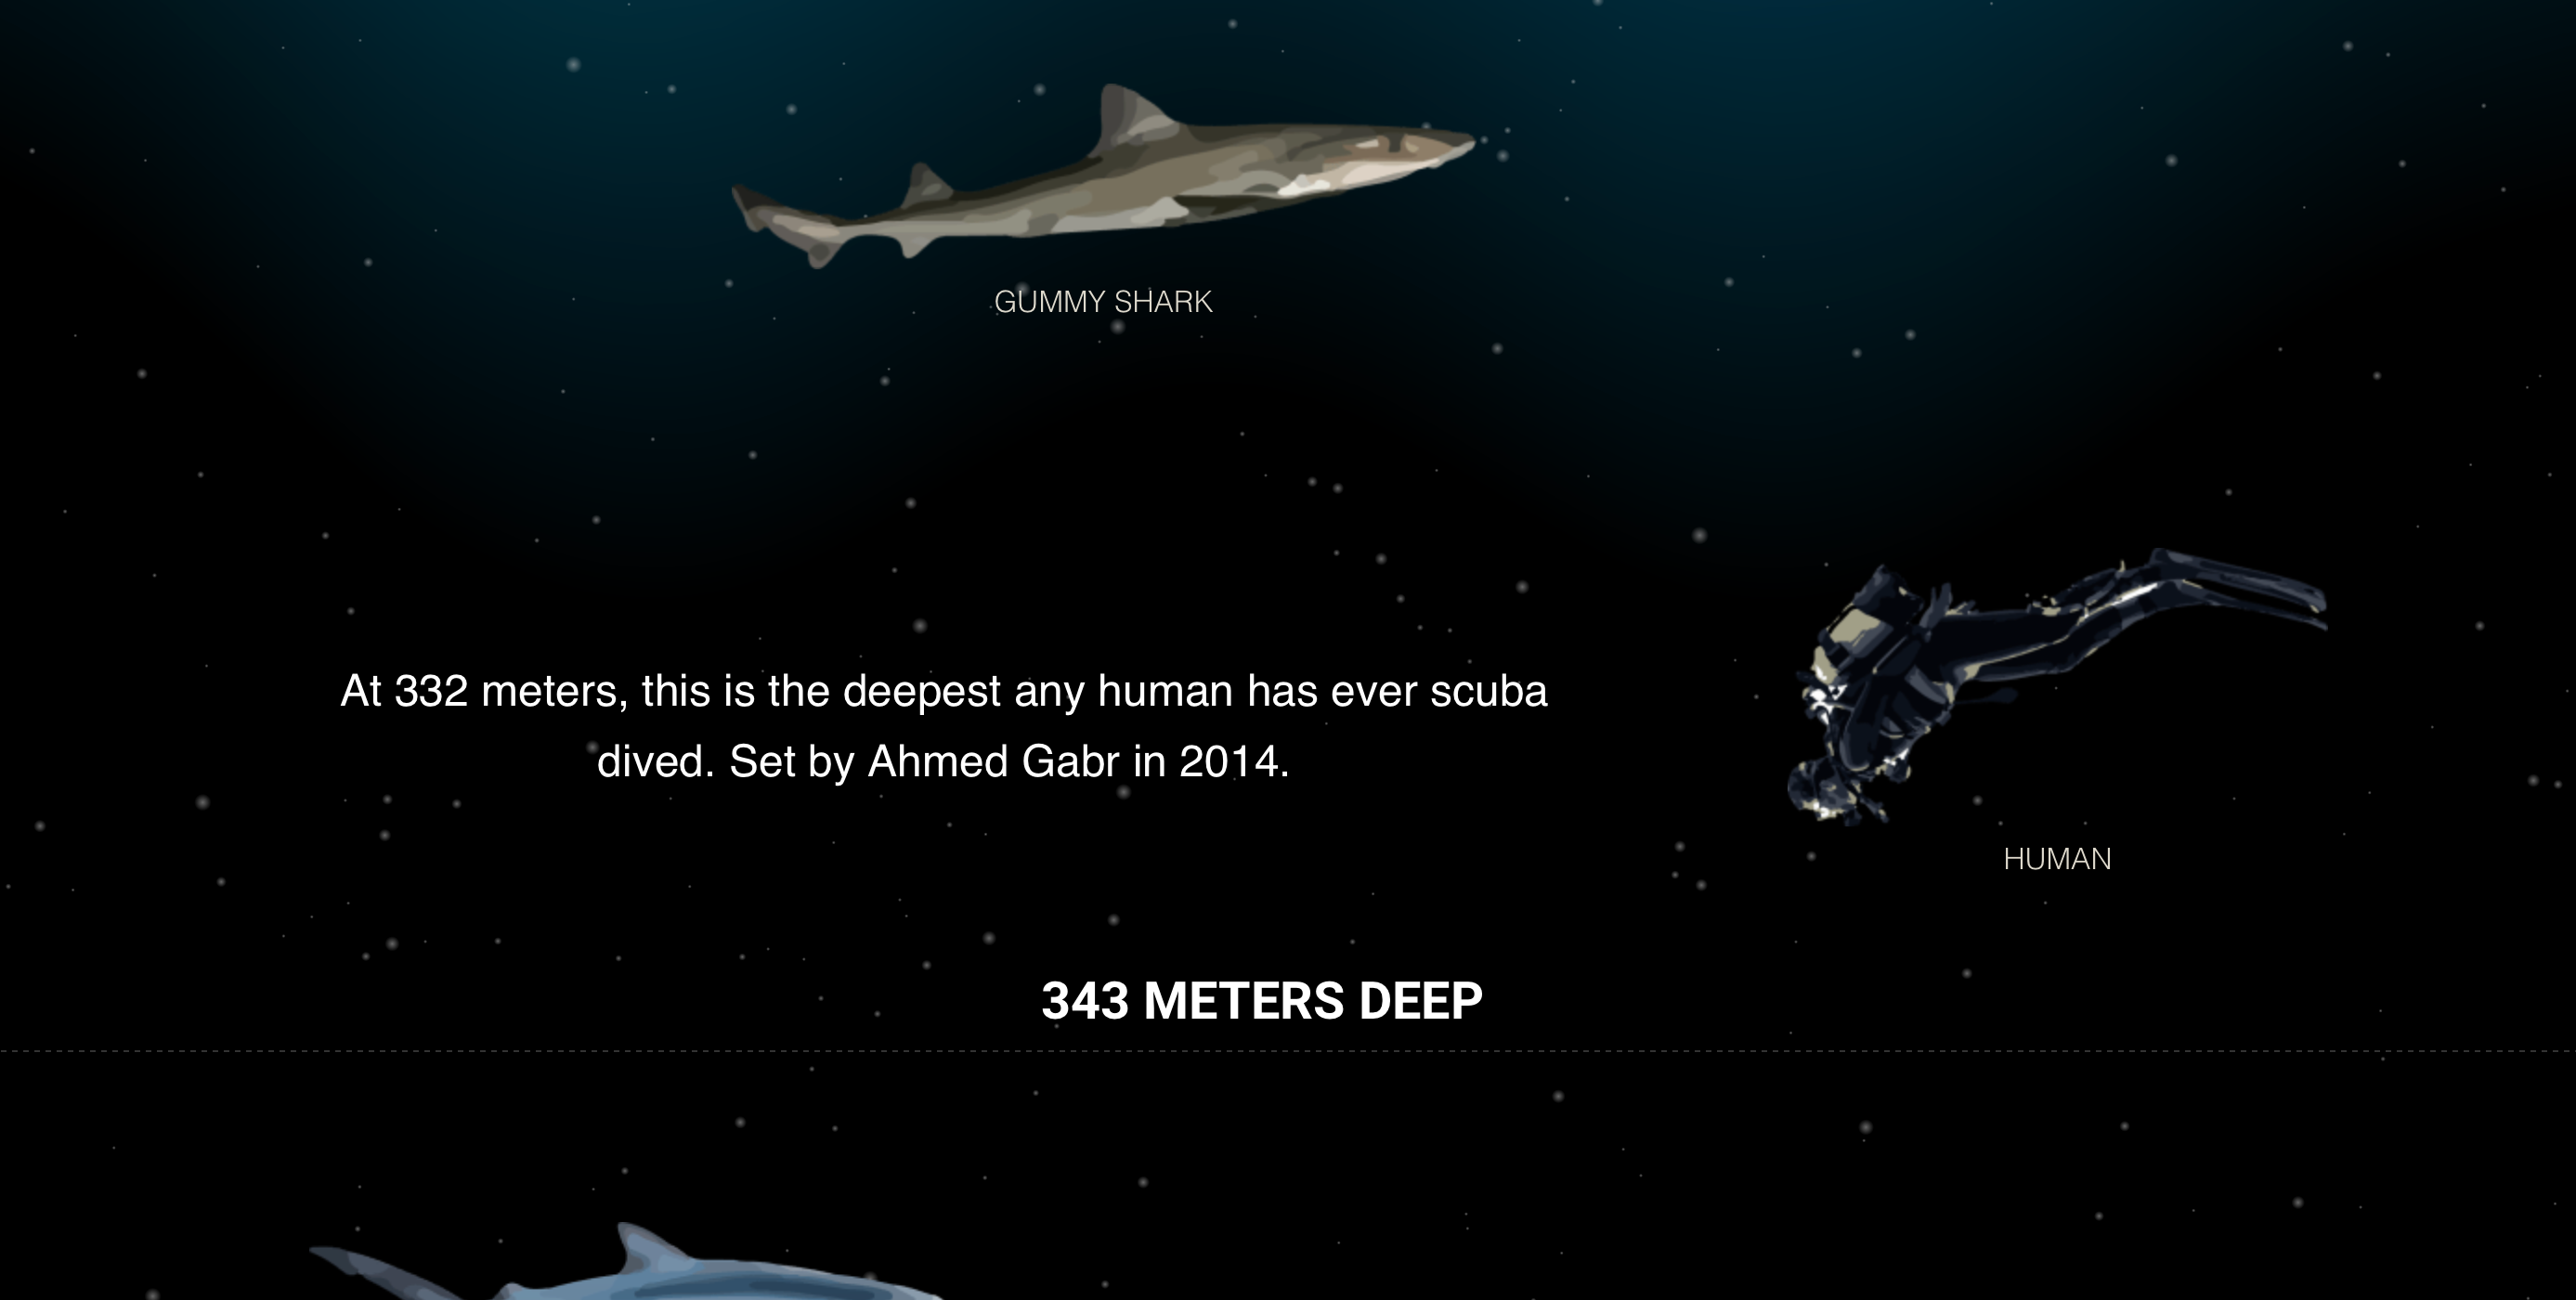 GUMMY SHARK
At 332 meters, this is the deepest any human has ever scuba
dived. Set by Ahmed Gabr in 2014.
HUMAN
343 METERS DEEP